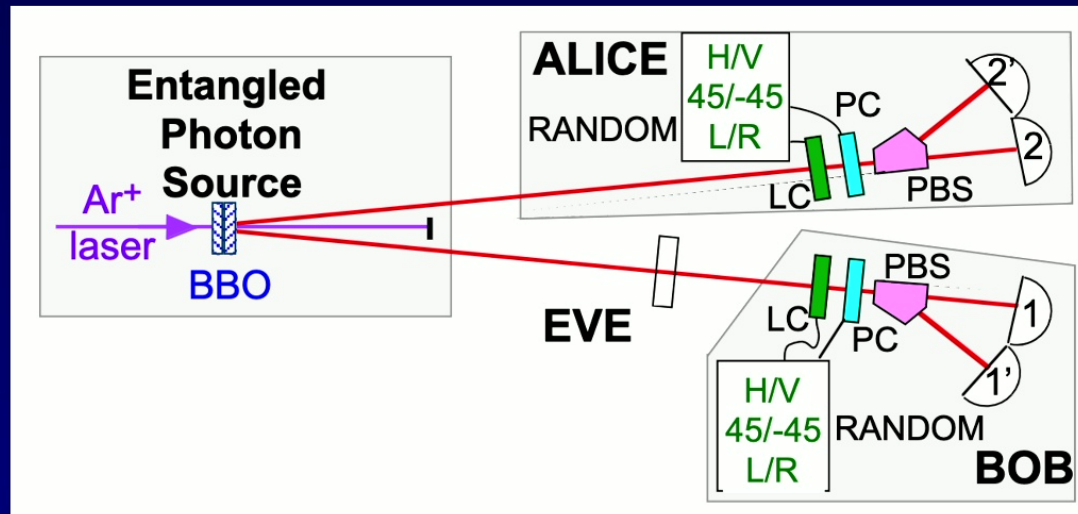 Entangled
Photon
Source
Ar+
laser
BBO
ALICE
RANDOM
H/V
45/-45
L/R
PC
LC
PBS
2'
2
EVE
PBS
LC
PC
1
1'
H/V
45/-45
L/R
RANDOM
BOB